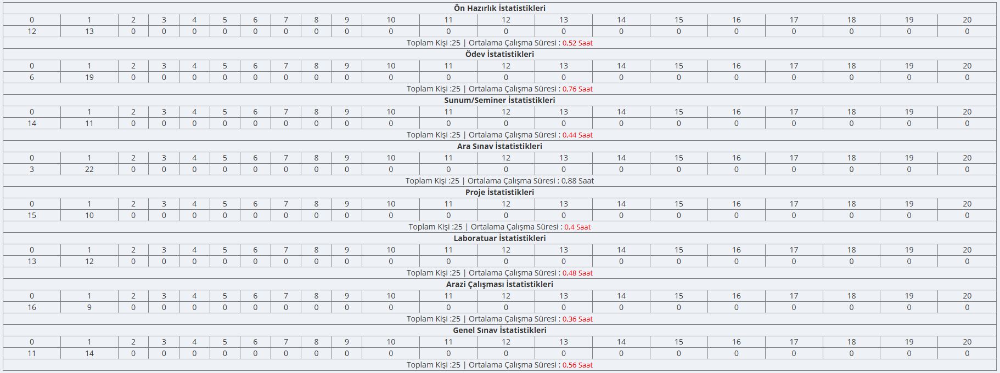 Ön Hazırlık İstatistikleri
0 1 2 3 4 5 6 7 8 9 10 11 12 13 14 15 16 17 18 19 20
12 13 0 0 0 0 0 0 0 0 0 0 0 0 0 0 0 0 0 0 0
Toplam Kişi :25 | Ortalama Çalışma Süresi : 0,52 Saat
Ödev İstatistikleri
0 1 2 3 4 5 6 7 8 9 10 11 12 13 14 15 16 17 18 19 20
6 19 0 0 0 0 0 0 0 0 0 0 0 0 0 0 0 0 0 0 0
Toplam Kişi :25 | Ortalama Çalışma Süresi : 0,76 Saat
Sunum/Seminer İstatistikleri
0 1 2 3 4 5 6 7 8 9 10 11 12 13 14 15 16 17 18 19 20
14 11 0 0 0 0 0 0 0 0 0 0 0 0 0 0 0 0 0 0 0
Toplam Kişi :25 | Ortalama Çalışma Süresi : 0,44 Saat
Ara Sınav İstatistikleri
0 1 2 3 4 5 6 7 8 9 10 11 12 13 14 15 16 17 18 19 20
3 22 0 0 0 0 0 0 0 0 0 0 0 0 0 0 0 0 0 0 0
Toplam Kişi :25 | Ortalama Çalışma Süresi : 0,88 Saat
Proje İstatistikleri
0 1 2 3 4 5 6 7 8 9 10 11 12 13 14 15 16 17 18 19 20
15 10 0 0 0 0 0 0 0 0 0 0 0 0 0 0 0 0 0 0 0
Toplam Kişi :25 | Ortalama Çalışma Süresi : 0,4 Saat
Laboratuar İstatistikleri
0 1 2 3 4 5 6 7 8 9 10 11 12 13 14 15 16 17 18 19 20
13 12 0 0 0 0 0 0 0 0 0 0 0 0 0 0 0 0 0 0 0
Toplam Kişi :25 | Ortalama Çalışma Süresi : 0,48 Saat
Arazi Çalışması İstatistikleri
0 1 2 3 4 5 6 7 8 9 10 11 12 13 14 15 16 17 18 19 20
16 9 0 0 0 0 0 0 0 0 0 0 0 0 0 0 0 0 0 0 0
Toplam Kişi :25 | Ortalama Çalışma Süresi : 0,36 Saat
Genel Sınav İstatistikleri
0 1 2 3 4 5 6 7 8 9 10 11 12 13 14 15 16 17 18 19 20
11 14 0 0 0 0 0 0 0 0 0 0 0 0 0 0 0 0 0 0 0
Toplam Kişi :25 | Ortalama Çalışma Süresi : 0,56 Saat